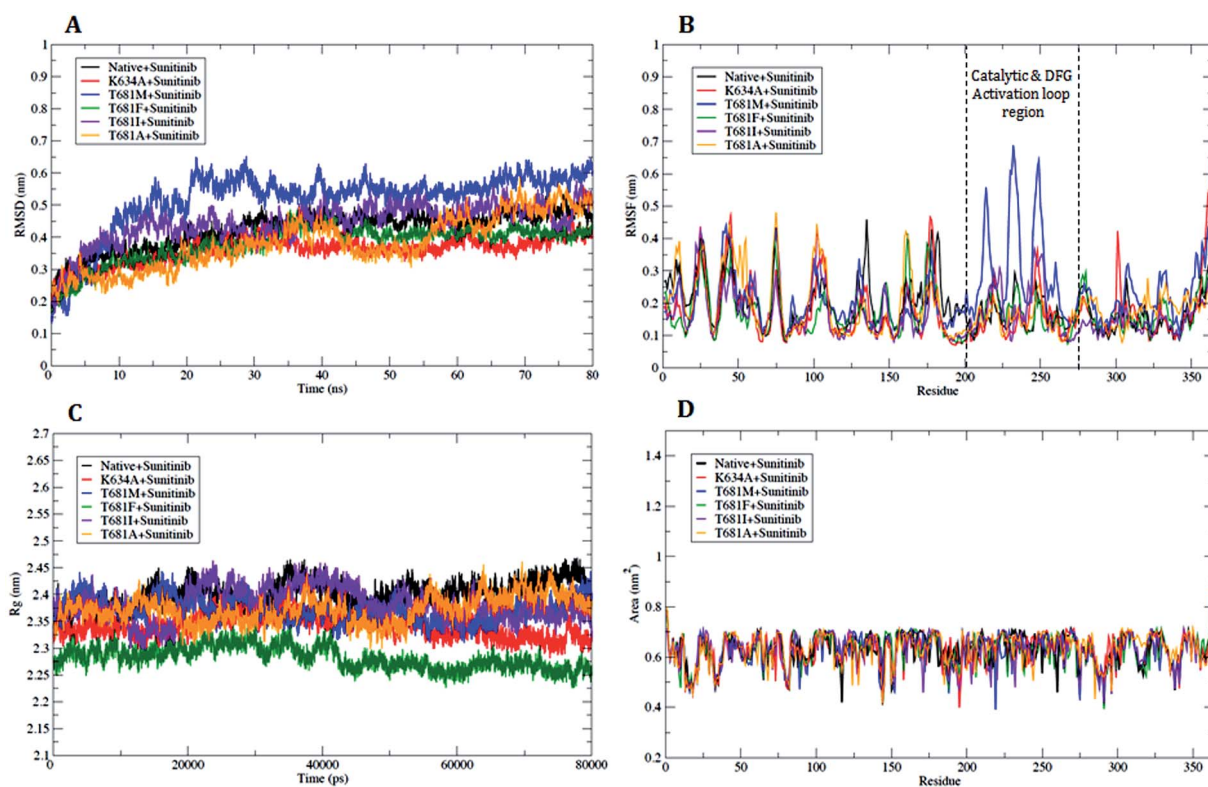 A
1
0.9
0.8
0.7
0.6
0.5
0.4
0.3
0.2
0.1
0
RMSD (nm)
Native+Sunitinib
K634A+Sunitinib
T681M+Sunitinib
T681F+Sunitinib
T681I+Sunitinib
T681A+Sunitinib
0 10 20 30 40 50 60 70 80
Time (ns)
B
1
0.9
0.8
0.7
0.6
0.5
0.4
0.3
0.2
0.1
0
RMSF (nm)
Native+Sunitinib
K634A+Sunitinib
T681M+Sunitinib
T681F+Sunitinib
T681I+Sunitinib
T681A+Sunitinib
Catalytic & DFG
Activation loop
region
0 50 100 150 200 250 300 350
Residue
C
2.7
2.65
2.6
2.55
2.5
2.45
2.4
2.35
2.3
2.25
2.2
2.15
2.1
Rg (nm)
Native+Sunitinib
K634A+Sunitinib
T681M+Sunitinib
T681F+Sunitinib
T681I+Sunitinib
T681A+Sunitinib
0 20000 40000 60000 80000
Time (ps)
D
1.4
1.2
1
0.8
0.6
0.4
0.2
Area (nm²)
Native+Sunitinib
K634A+Sunitinib
T681M+Sunitinib
T681F+Sunitinib
T681I+Sunitinib
T681A+Sunitinib
0 50 100 150 200 250 300 350
Residue